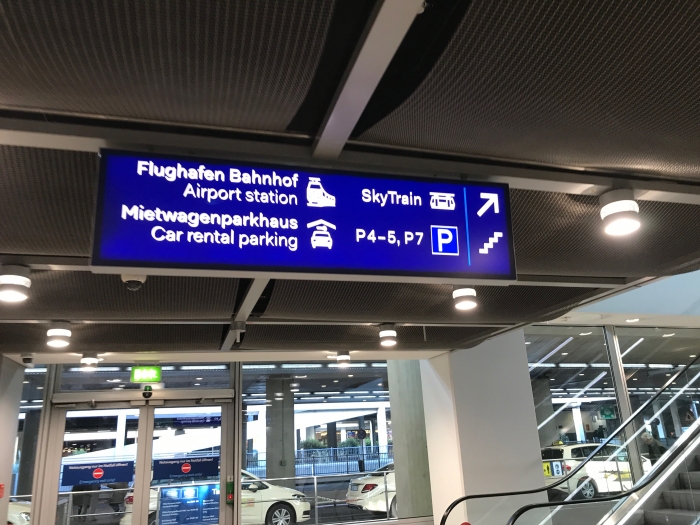 Flughafen Bahnhof
Airport station
SkyTrain
Mietwagenparkhaus
Car rental parking
P4-5, P7
P